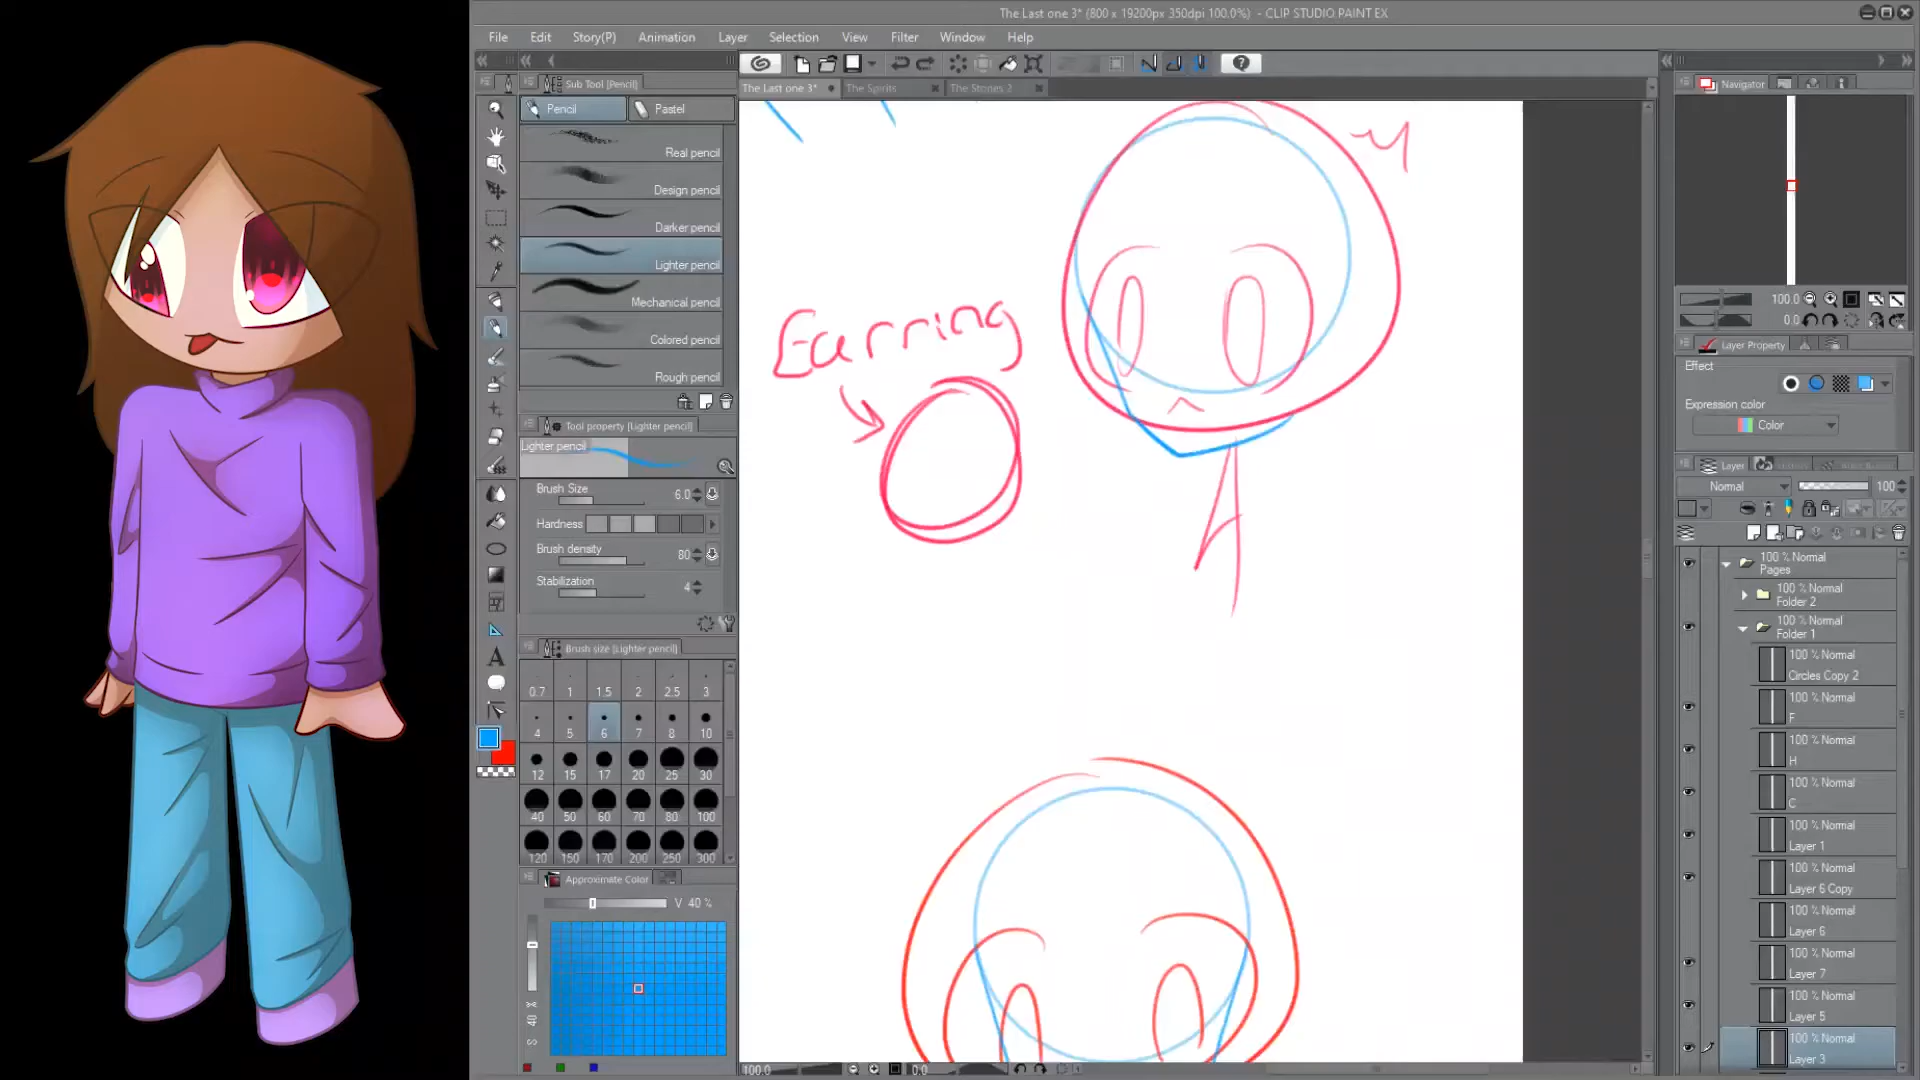 The Last one 3* (800 x 19200px 350dpi 100.0%) - CLIP STUDIO PAINT EX
File Edit Story(P) Animation Layer Selection View Filter Window Help
Sub Tool [Pencil]
Pencil Pastel
Real pencil
Design pencil
Darker pencil
Lighter pencil
Mechanical pencil
Colored pencil
Rough pencil
Tool property [Lighter pencil]
Lighter pencil
Brush Size 6.0
Hardness
Brush density 80
Stabilization 4
Brush size [Lighter pencil]
0.7 1 1.5 2 2.5 3
4 5 6 7 8 10
12 15 17 20 25 30
40 50 60 70 80 100
120 150 170 200 250 300
Approximate Color
V 40 %
40
S
The Last one 3* The Spirits The Stories 2
Earring
100.0 0.0
Navigator
100.0
0.0
Layer Property
Effect
Expression color
Color
Layer
Normal 100
100 % Normal
Pages
100 % Normal
Folder 2
100 % Normal
Folder 1
100 % Normal
Circles Copy 2
100 % Normal
F
100 % Normal
H
100 % Normal
C
100 % Normal
Layer 1
100 % Normal
Layer 6 Copy
100 % Normal
Layer 6
100 % Normal
Layer 7
100 % Normal
Layer 5
100 % Normal
Layer 3